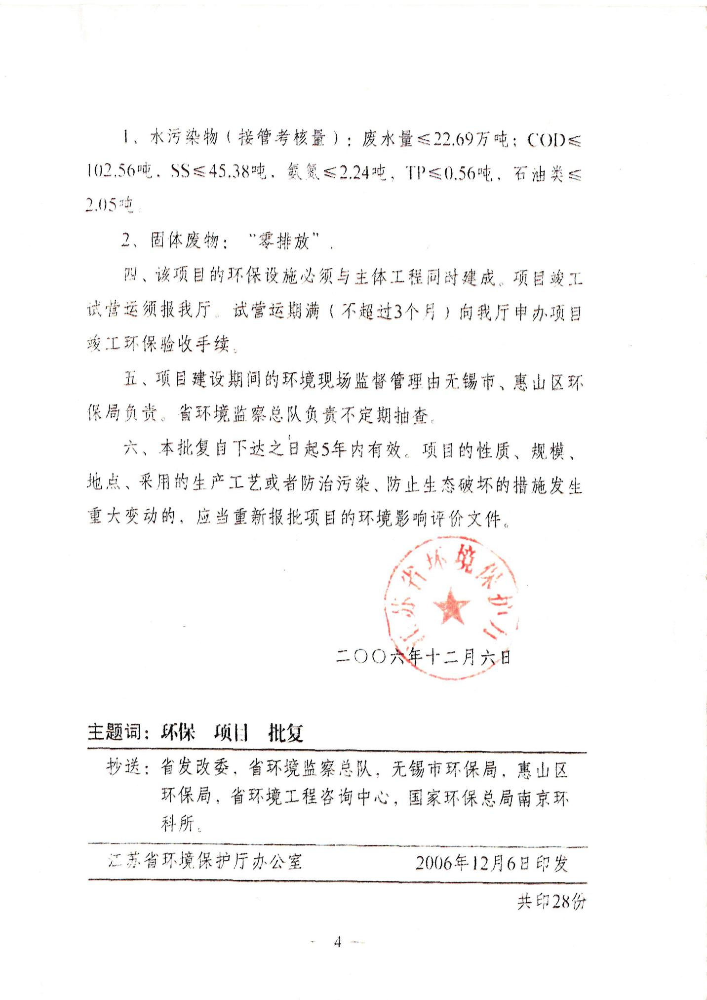 1、水污染物（接管考核量）：废水量≤22.69万吨；COD≤
102.56吨，SS≤45.38吨，氨氮≤2.24吨，TP≤0.56吨，石油类≤
2.05吨。
2、固体废物：“零排放”。
四、该项目的环保设施必须与主体工程同时建成。项目竣工
试营运须报我厅。试营运期满（不超过3个月）向我厅申办项目
竣工环保验收手续。
五、项目建设期间的环境现场监督管理由无锡市、惠山区环
保局负责。省环境监察总队负责不定期抽查。
六、本批复自下达之日起5年内有效。项目的性质、规模、
地点、采用的生产工艺或者防治污染、防止生态破坏的措施发生
重大变动的，应当重新报批项目的环境影响评价文件。
江苏省环境保护厅
二〇〇六年十二月六日
主题词：环保 项目 批复
抄送：省发改委，省环境监察总队，无锡市环保局，惠山区
环保局，省环境工程咨询中心，国家环保总局南京环
科所。
江苏省环境保护厅办公室 2006年12月6日印发
共印28份
— 4 —